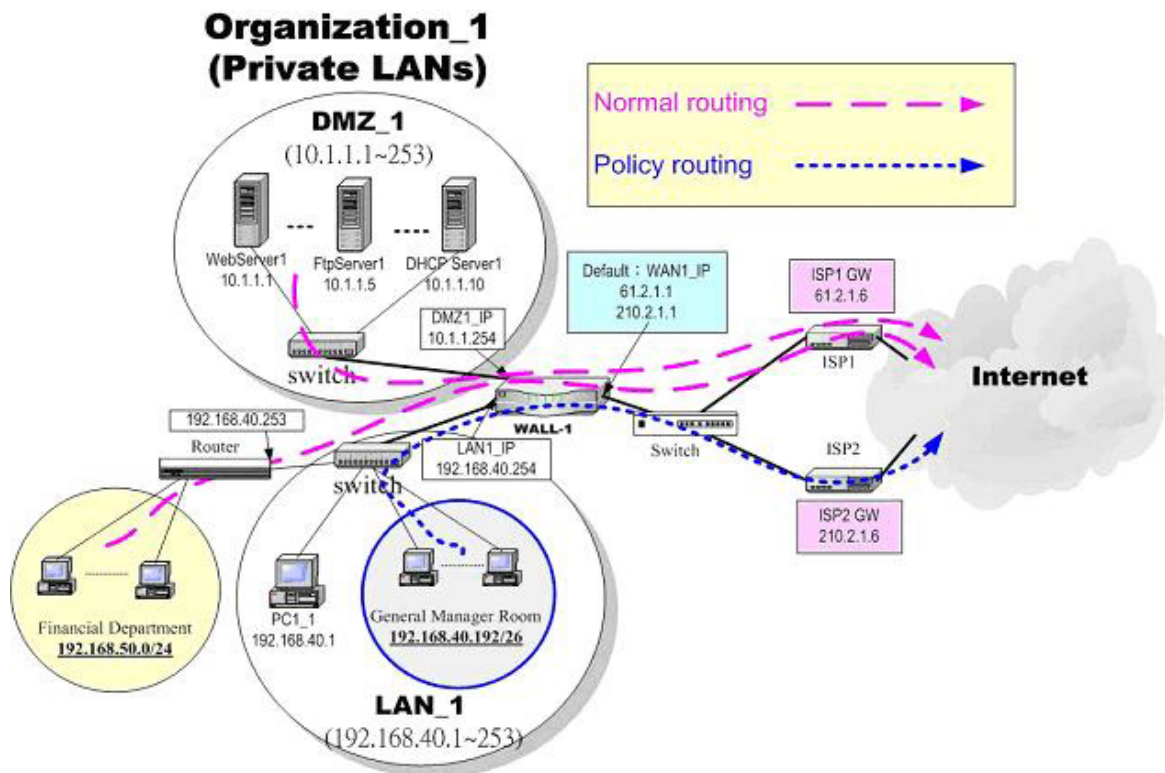 Organization_1
(Private LANs)
Normal routing
Policy routing
DMZ_1
(10.1.1.1~253)
WebServer1
10.1.1.1
FtpServer1
10.1.1.5
DHCP Server1
10.1.1.10
switch
DMZ1_IP
10.1.1.254
Default : WAN1_IP
61.2.1.1
210.2.1.1
ISP1 GW
61.2.1.6
ISP1
Internet
WALL-1
Switch
ISP2
ISP2 GW
210.2.1.6
192.168.40.253
Router
switch
LAN1_IP
192.168.40.254
Financial Department
192.168.50.0/24
PC1_1
192.168.40.1
General Manager Room
192.168.40.192/26
LAN_1
(192.168.40.1~253)